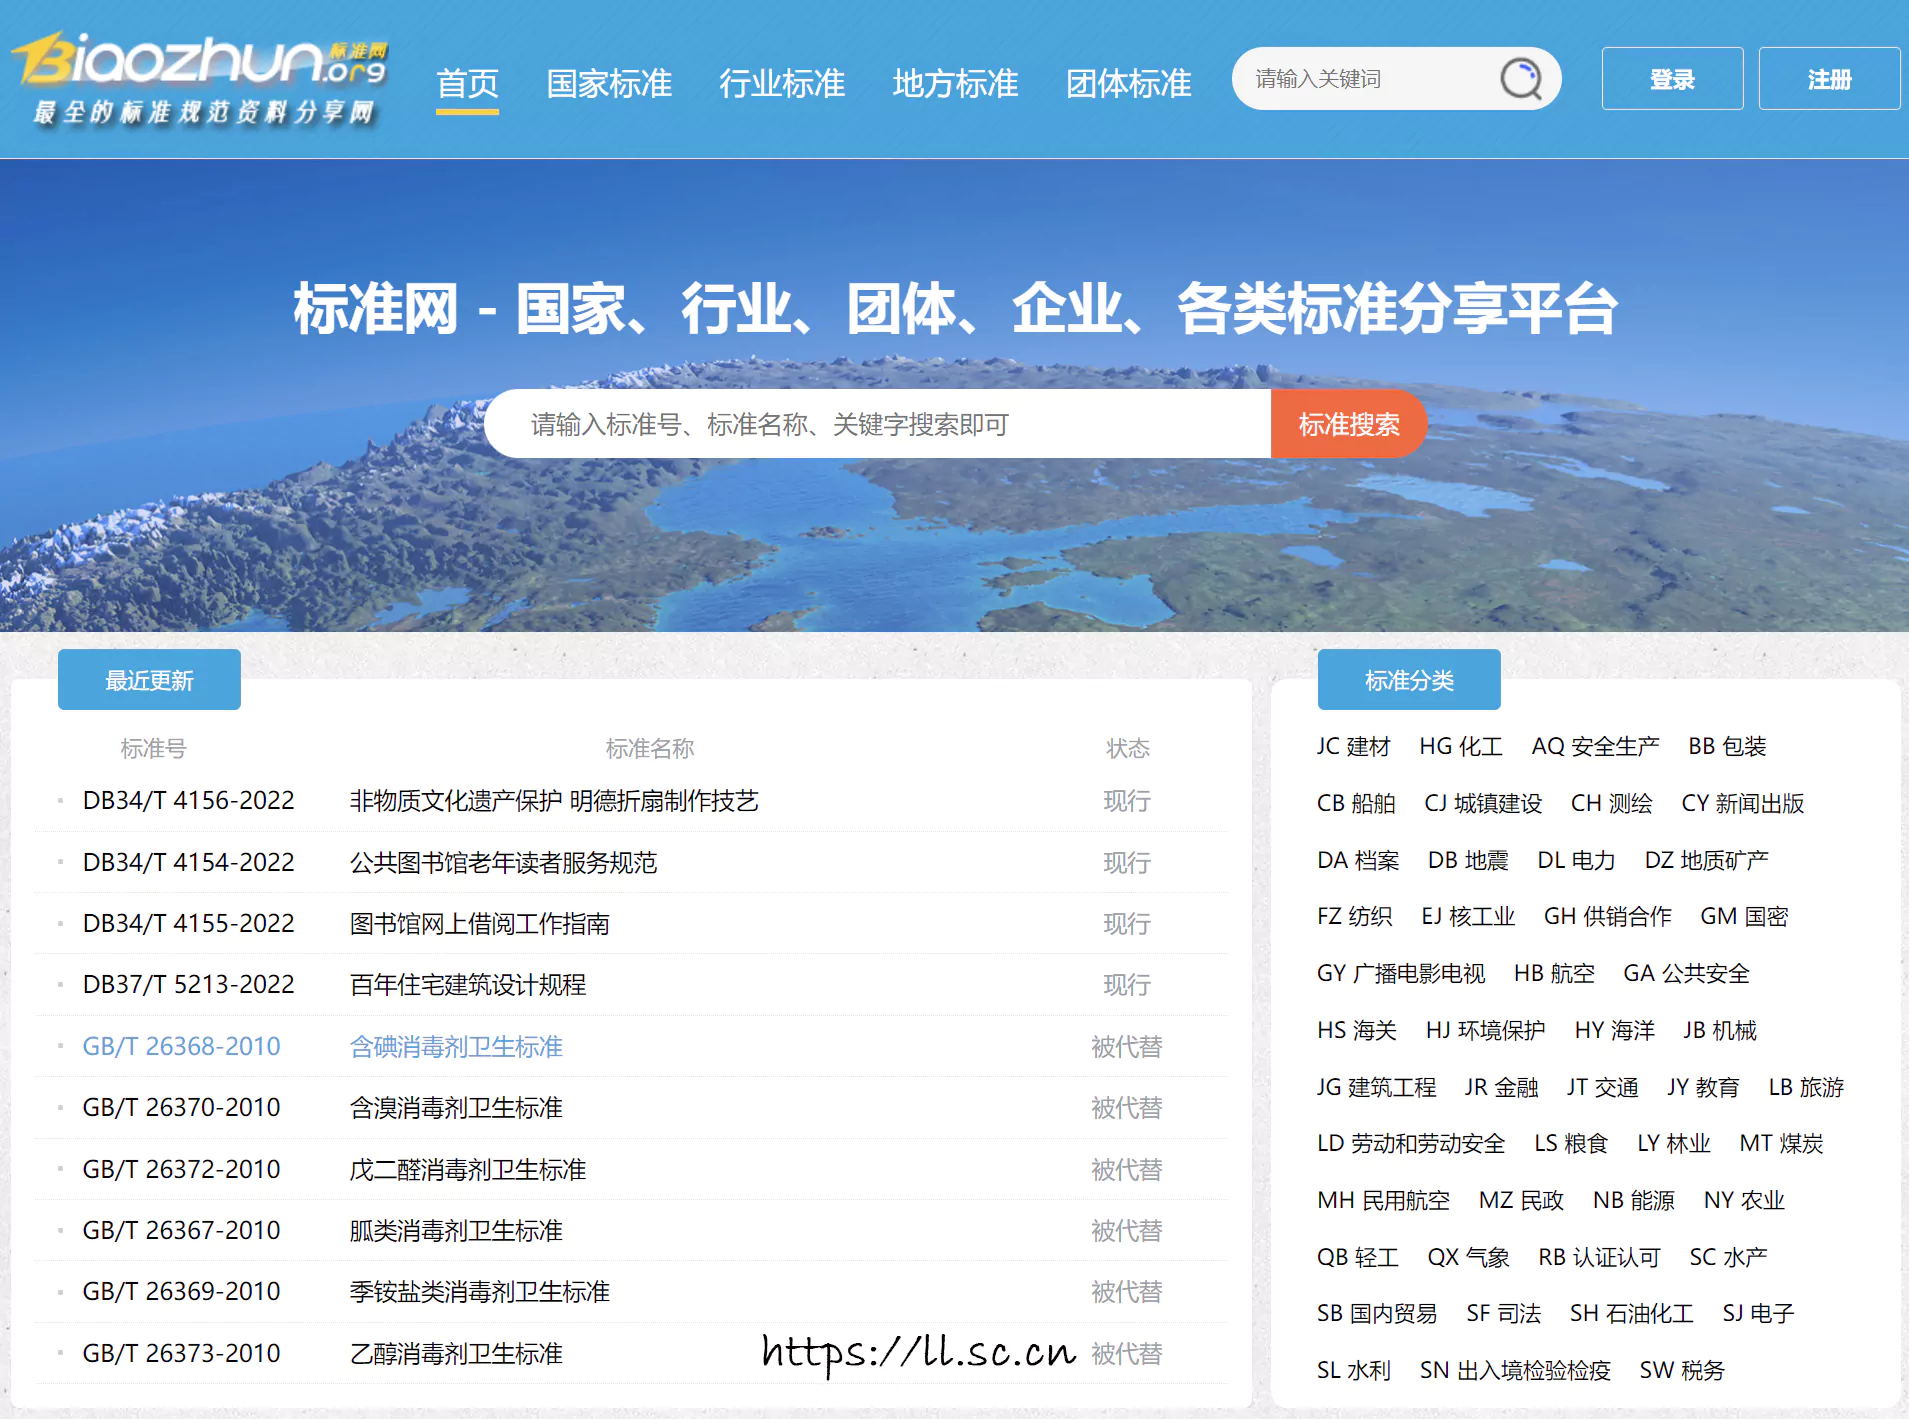 Biaozhun.org 标准网
最全的标准规范资料分享网
首页 国家标准 行业标准 地方标准 团体标准 请输入关键词 登录 注册
标准网 - 国家、行业、团体、企业、各类标准分享平台
请输入标准号、标准名称、关键字搜索即可 标准搜索
最近更新
标准号 标准名称 状态
DB34/T 4156-2022 非物质文化遗产保护 明德折扇制作技艺 现行
DB34/T 4154-2022 公共图书馆老年读者服务规范 现行
DB34/T 4155-2022 图书馆网上借阅工作指南 现行
DB37/T 5213-2022 百年住宅建筑设计规程 现行
GB/T 26368-2010 含碘消毒剂卫生标准 被代替
GB/T 26370-2010 含溴消毒剂卫生标准 被代替
GB/T 26372-2010 戊二醛消毒剂卫生标准 被代替
GB/T 26367-2010 胍类消毒剂卫生标准 被代替
GB/T 26369-2010 季铵盐类消毒剂卫生标准 被代替
GB/T 26373-2010 乙醇消毒剂卫生标准 被代替
https://ll.sc.cn
标准分类
JC 建材 HG 化工 AQ 安全生产 BB 包装
CB 船舶 CJ 城镇建设 CH 测绘 CY 新闻出版
DA 档案 DB 地震 DL 电力 DZ 地质矿产
FZ 纺织 EJ 核工业 GH 供销合作 GM 国密
GY 广播电影电视 HB 航空 GA 公共安全
HS 海关 HJ 环境保护 HY 海洋 JB 机械
JG 建筑工程 JR 金融 JT 交通 JY 教育 LB 旅游
LD 劳动和劳动安全 LS 粮食 LY 林业 MT 煤炭
MH 民用航空 MZ 民政 NB 能源 NY 农业
QB 轻工 QX 气象 RB 认证认可 SC 水产
SB 国内贸易 SF 司法 SH 石油化工 SJ 电子
SL 水利 SN 出入境检验检疫 SW 税务